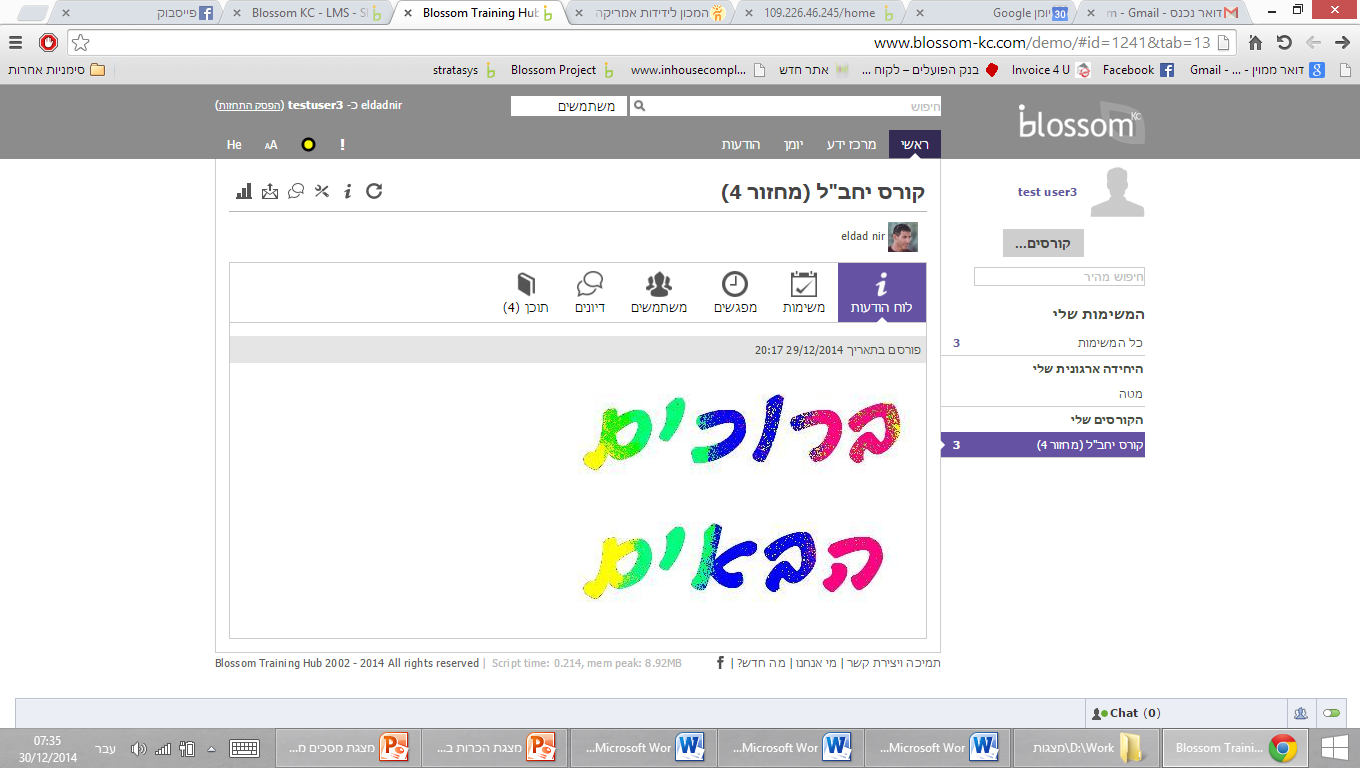 פייסבוק
Blossom KC - LMS - Sl
Blossom Training Hub
המכון לידידות אמריקה
109.226.46.245/home
יומן Google
דואר נכנס - m - Gmail
www.blossom-kc.com/demo/#id=1241&tab=13
סימניות אחרות
stratasys
Blossom Project
www.inhousecompl...
אתר חדש
בנק הפועלים – לקוח ...
Invoice 4 U
Facebook
דואר ממוין - ... - Gmail
eldadnir כ- testuser3 (הפסק התחזות)
משתמשים
חיפוש
blossom KC
He
AA
!
ראשי
מרכז ידע
יומן
הודעות
test user3
קורסים...
חיפוש מהיר
המשימות שלי
כל המשימות 3
היחידה ארגונית שלי
מטה
הקורסים שלי
קורס יחב"ל (מחזור 4) 3
קורס יחב"ל (מחזור 4)
eldad nir
לוח הודעות
משימות
מפגשים
משתמשים
דיונים
תוכן (4)
פורסם בתאריך 29/12/2014 20:17
ברוכים
הבאים
Blossom Training Hub 2002 - 2014 All rights reserved | Script time: 0.214, mem peak: 8.92MB
תמיכה ויצירת קשר | מי אנחנו | מה חדש? |
Chat (0)
07:35
30/12/2014
עבר
מצגת מסכים מ...
מצגת הכרות ב...
Microsoft Wor...
Microsoft Wor...
Microsoft Wor...
D:\Work\מצגות
Blossom Traini...